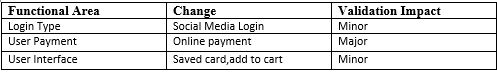 Functional Area Change Validation Impact
Login Type Social Media Login Minor
User Payment Online payment Major
User Interface Saved card,add to cart Minor